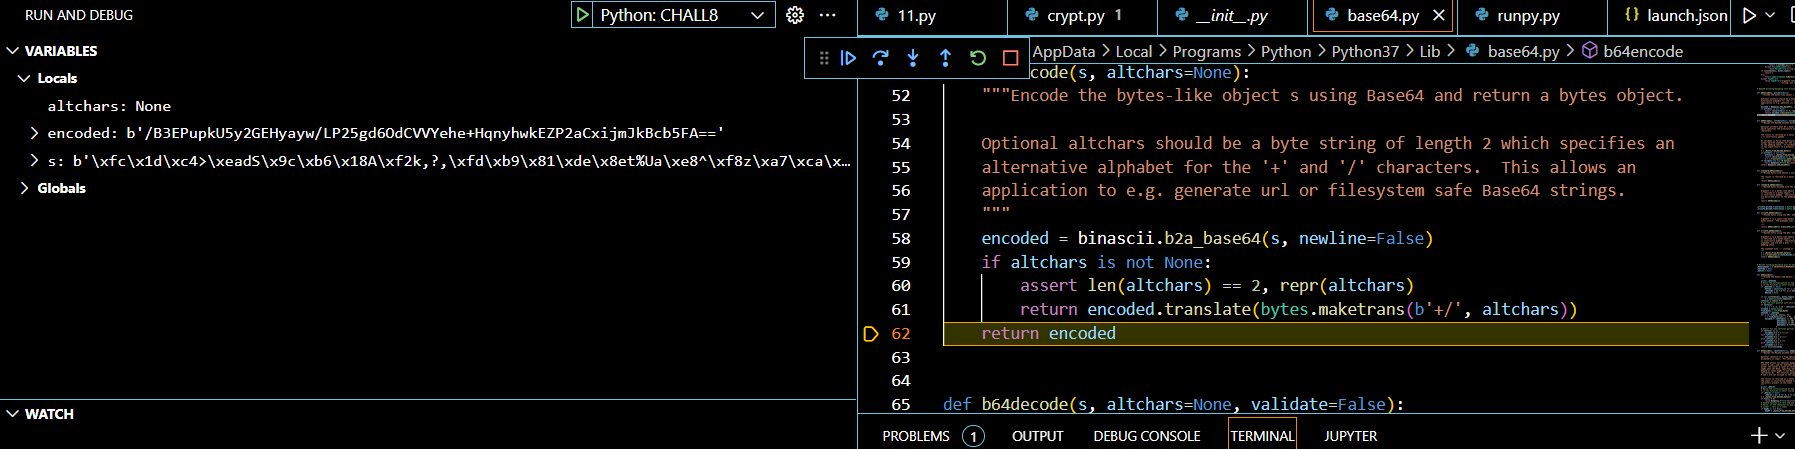 RUN AND DEBUG
Python: CHALL8
VARIABLES
Locals
altchars: None
encoded: b'/B3EPupkU5y2GEHyayw/LP25gd6OdCVVYehe+HqnyhwkEZP2aCxijmJkBcb5FA=='
s: b'\xfc\x1d\xc4>\xeadS\x9c\xb6\x18A\xf2k,?,\xfd\xb9\x81\xde\x8et%Ua\xe8^\xf8z\xa7\xca\x…
Globals
WATCH
11.py
crypt.py 1
__init__.py
base64.py
runpy.py
launch.json
AppData > Local > Programs > Python > Python37 > Lib > base64.py > b64encode
code(s, altchars=None):
52 """Encode the bytes-like object s using Base64 and return a bytes object.
53
54 Optional altchars should be a byte string of length 2 which specifies an
55 alternative alphabet for the '+' and '/' characters.  This allows an
56 application to e.g. generate url or filesystem safe Base64 strings.
57 """
58 encoded = binascii.b2a_base64(s, newline=False)
59 if altchars is not None:
60 assert len(altchars) == 2, repr(altchars)
61 return encoded.translate(bytes.maketrans(b'+/', altchars))
62 return encoded
63
64
65 def b64decode(s, altchars=None, validate=False):
PROBLEMS 1 OUTPUT DEBUG CONSOLE TERMINAL JUPYTER